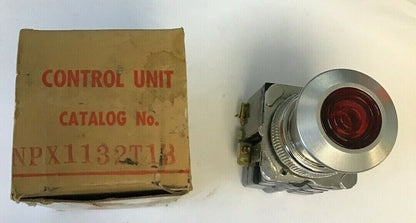 CONTROL UNIT
CATALOG No.
NPX1132T1B